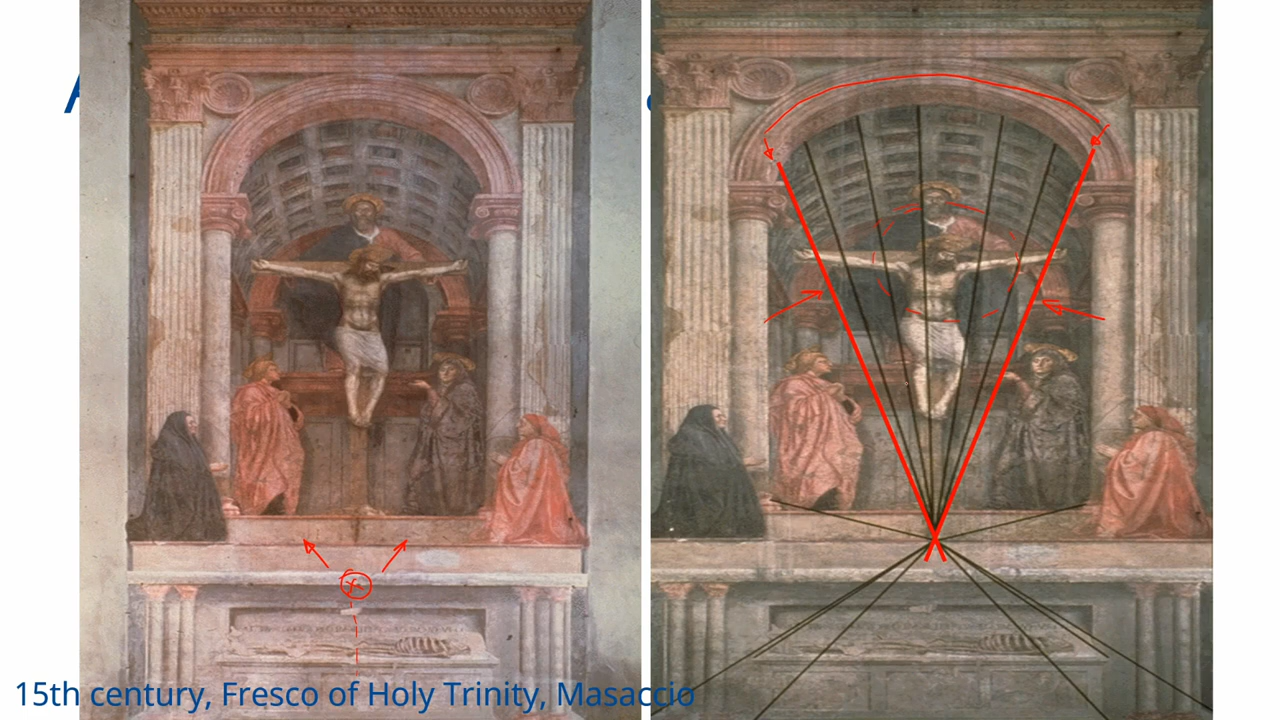 A
15th century, Fresco of Holy Trinity, Masaccio